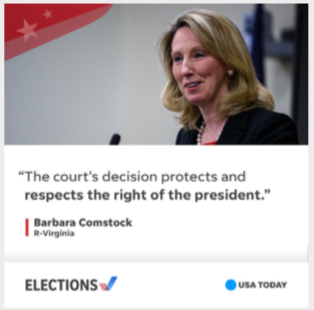 “The court's decision protects and
respects the right of the president.”
Barbara Comstock
R-Virginia
ELECTIONS
USA TODAY